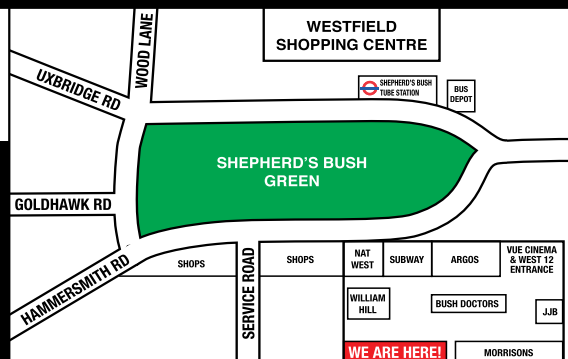 WESTFIELD
SHOPPING CENTRE
WOOD LANE
UXBRIDGE RD
SHEPHERD'S BUSH
TUBE STATION
BUS
DEPOT
SHEPHERD'S BUSH
GREEN
GOLDHAWK RD
HAMMERSMITH RD
SHOPS
SERVICE ROAD
SHOPS
NAT
WEST
SUBWAY
ARGOS
VUE CINEMA
& WEST 12
ENTRANCE
WILLIAM
HILL
BUSH DOCTORS
JJB
WE ARE HERE!
MORRISONS